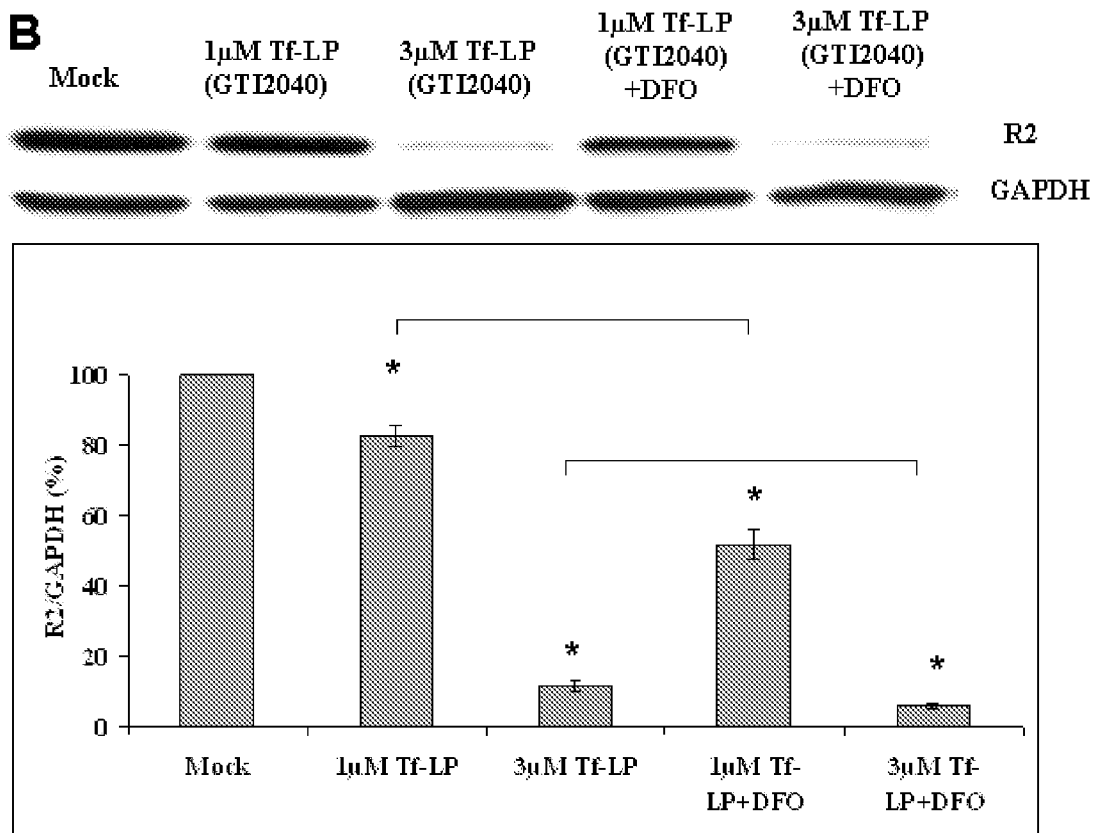 B
Mock
1µM Tf-LP
(GTI2040)
3µM Tf-LP
(GTI2040)
1µM Tf-LP
(GTI2040)
+DFO
3µM Tf-LP
(GTI2040)
+DFO
R2
GAPDH
R2/GAPDH (%)
100
80
60
40
20
0
*
*
*
*
Mock
1µM Tf-LP
3µM Tf-LP
1µM Tf-
LP+DFO
3µM Tf-
LP+DFO